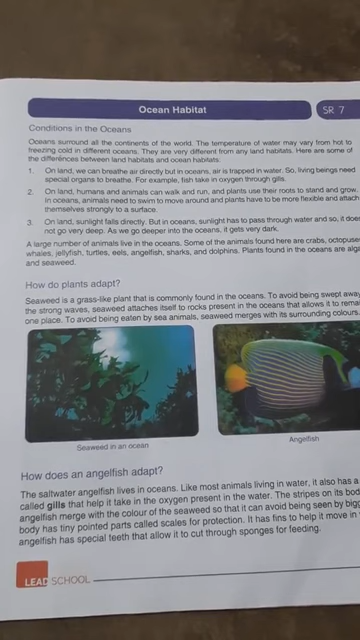 Ocean Habitat
SR 7
Conditions in the Oceans
Oceans surround all the continents of the world. The temperature of water may vary from hot to
freezing cold in different oceans. They are very different from any land habitats. Here are some of
the differences between land habitats and ocean habitats:
1. On land, we can breathe air directly but in oceans, air is trapped in water. So, living beings need
special organs to breathe. For example, fish take in oxygen through gills.
2. On land, humans and animals can walk and run, and plants use their roots to stand and grow.
In oceans, animals need to swim to move around and plants have to be more flexible and attach
themselves strongly to a surface.
3. On land, sunlight falls directly. But in oceans, sunlight has to pass through water and so, it does
not go very deep. As we go deeper into the oceans, it gets very dark.
A large number of animals live in the oceans. Some of the animals found here are crabs, octopuses
whales, jellyfish, turtles, eels, angelfish, sharks, and dolphins. Plants found in the oceans are alga
and seaweed.
How do plants adapt?
Seaweed is a grass-like plant that is commonly found in the oceans. To avoid being swept away
the strong waves, seaweed attaches itself to rocks present in the oceans that allows it to remai
one place. To avoid being eaten by sea animals, seaweed merges with its surrounding colours.
Seaweed in an ocean
Angelfish
How does an angelfish adapt?
The saltwater angelfish lives in oceans. Like most animals living in water, it also has a
called gills that help it take in the oxygen present in the water. The stripes on its bod
angelfish merge with the colour of the seaweed so that it can avoid being seen by bigg
body has tiny pointed parts called scales for protection. It has fins to help it move in
angelfish has special teeth that allow it to cut through sponges for feeding.
LEAD SCHOOL